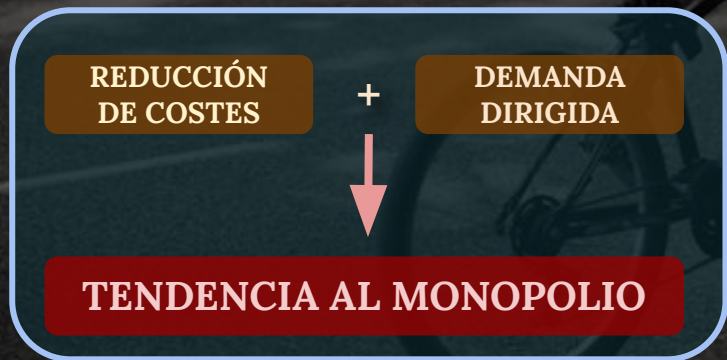 REDUCCIÓN
DE COSTES
+
DEMANDA
DIRIGIDA
TENDENCIA AL MONOPOLIO